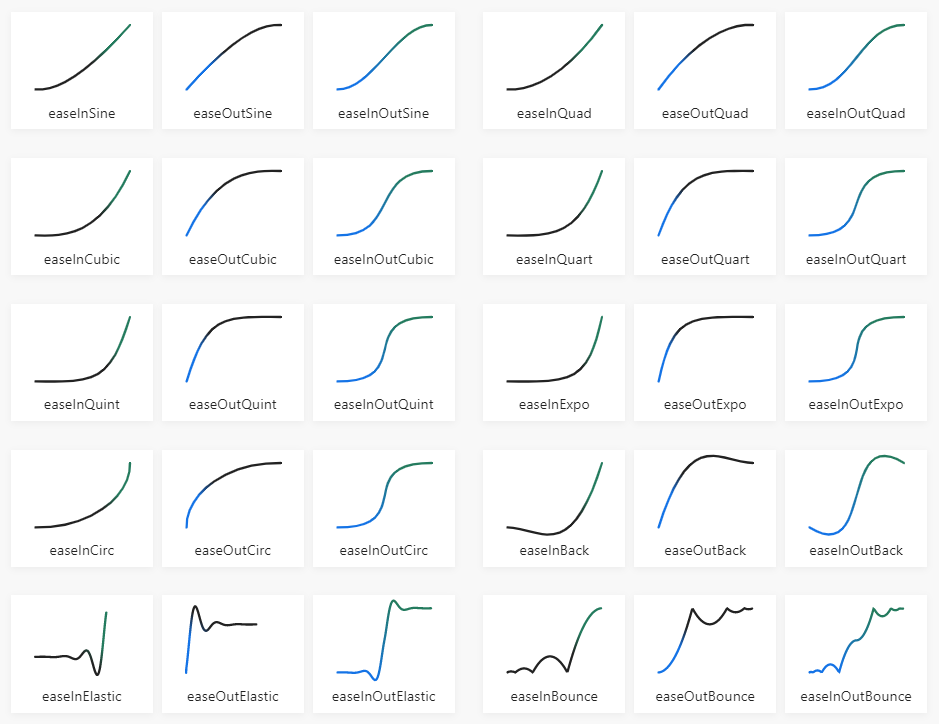 easeInSine
easeOutSine
easeInOutSine
easeInQuad
easeOutQuad
easeInOutQuad
easeInCubic
easeOutCubic
easeInOutCubic
easeInQuart
easeOutQuart
easeInOutQuart
easeInQuint
easeOutQuint
easeInOutQuint
easeInExpo
easeOutExpo
easeInOutExpo
easeInCirc
easeOutCirc
easeInOutCirc
easeInBack
easeOutBack
easeInOutBack
easeInElastic
easeOutElastic
easeInOutElastic
easeInBounce
easeOutBounce
easeInOutBounce